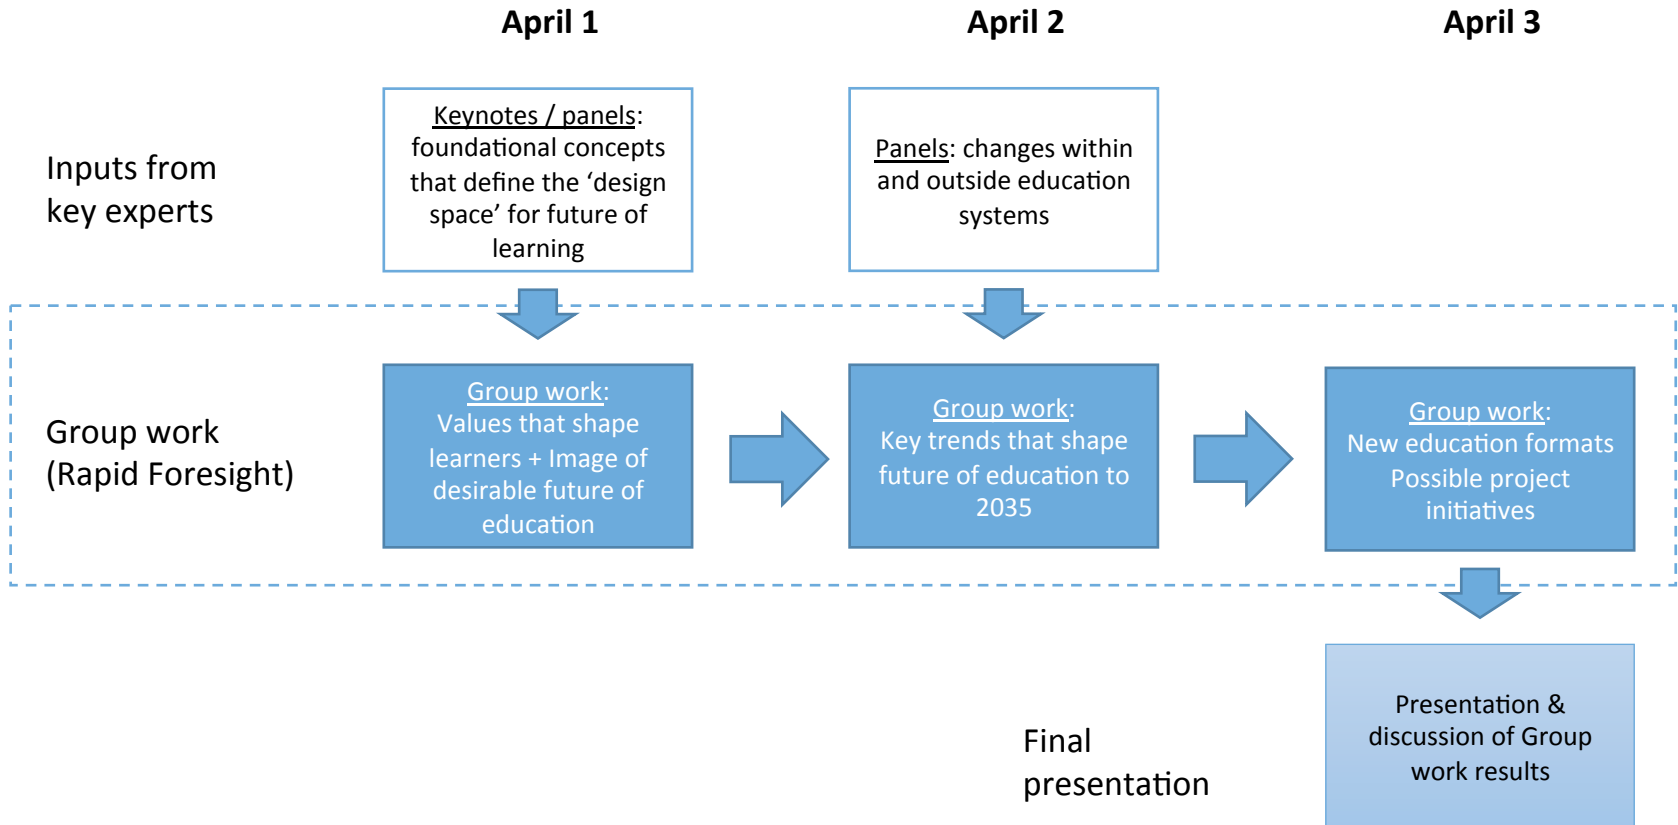 April 1
April 2
April 3
Inputs from
key experts
Keynotes / panels:
foundational concepts
that define the ‘design
space’ for future of
learning
Panels: changes within
and outside education
systems
Group work
(Rapid Foresight)
Group work:
Values that shape
learners + Image of
desirable future of
education
Group work:
Key trends that shape
future of education to
2035
Group work:
New education formats
Possible project
initiatives
Final
presentation
Presentation &
discussion of Group
work results